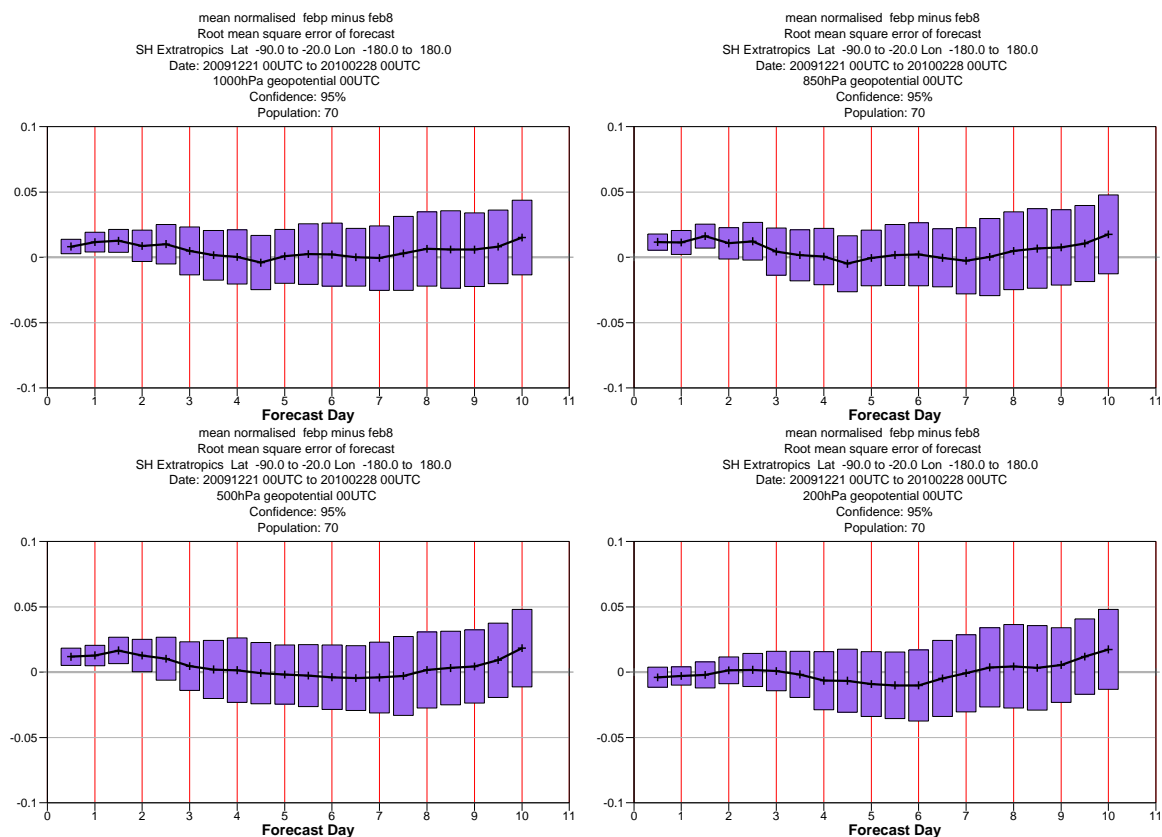 mean normalised febp minus feb8
Root mean square error of forecast
SH Extratropics Lat -90.0 to -20.0 Lon -180.0 to 180.0
Date: 20091221 00UTC to 20100228 00UTC
1000hPa geopotential 00UTC
Confidence: 95%
Population: 70
0.1
0.05
0
-0.05
-0.1
0 1 2 3 4 5 6 7 8 9 10 11
Forecast Day
mean normalised febp minus feb8
Root mean square error of forecast
SH Extratropics Lat -90.0 to -20.0 Lon -180.0 to 180.0
Date: 20091221 00UTC to 20100228 00UTC
850hPa geopotential 00UTC
Confidence: 95%
Population: 70
0.1
0.05
0
-0.05
-0.1
0 1 2 3 4 5 6 7 8 9 10 11
Forecast Day
mean normalised febp minus feb8
Root mean square error of forecast
SH Extratropics Lat -90.0 to -20.0 Lon -180.0 to 180.0
Date: 20091221 00UTC to 20100228 00UTC
500hPa geopotential 00UTC
Confidence: 95%
Population: 70
0.1
0.05
0
-0.05
-0.1
0 1 2 3 4 5 6 7 8 9 10 11
Forecast Day
mean normalised febp minus feb8
Root mean square error of forecast
SH Extratropics Lat -90.0 to -20.0 Lon -180.0 to 180.0
Date: 20091221 00UTC to 20100228 00UTC
200hPa geopotential 00UTC
Confidence: 95%
Population: 70
0.1
0.05
0
-0.05
-0.1
0 1 2 3 4 5 6 7 8 9 10 11
Forecast Day